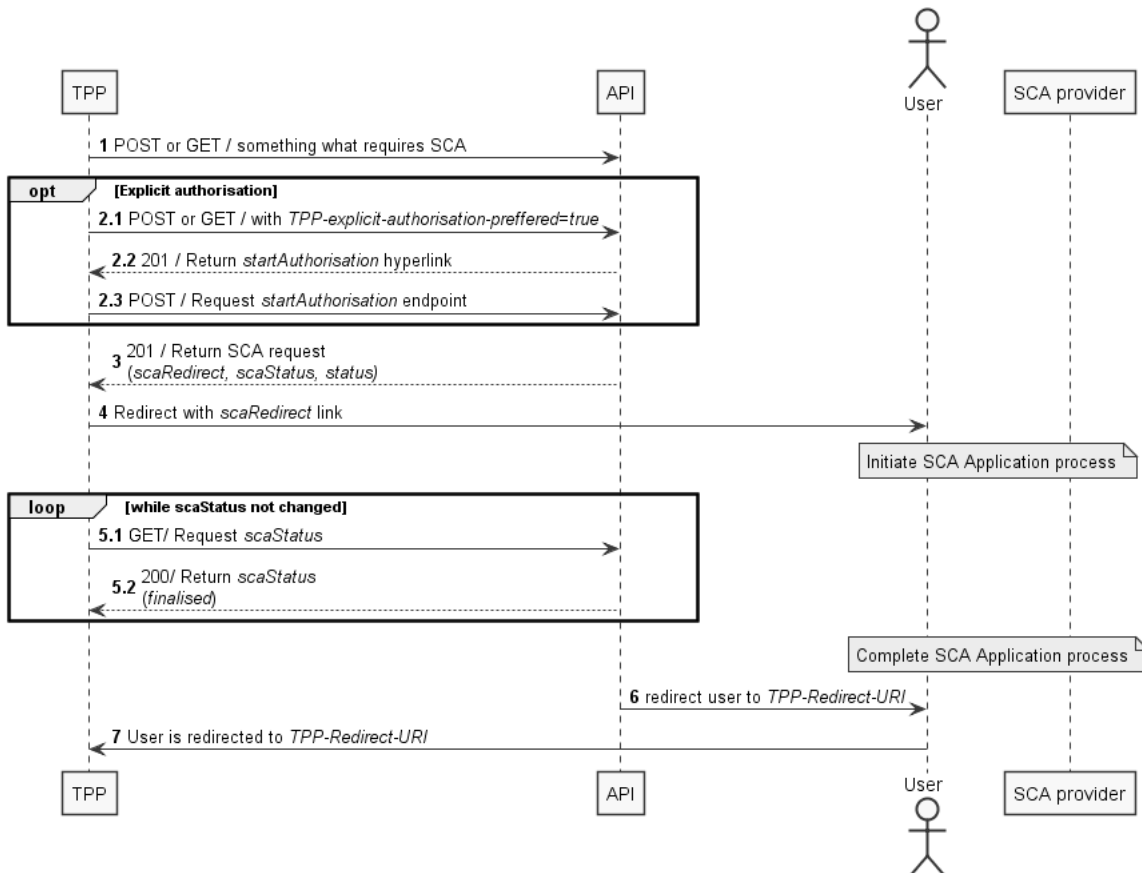 User
TPP
API
SCA provider
1 POST or GET / something what requires SCA
opt [Explicit authorisation]
2.1 POST or GET / with TPP-explicit-authorisation-preffered=true
2.2 201 / Return startAuthorisation hyperlink
2.3 POST / Request startAuthorisation endpoint
3 201 / Return SCA request
(scaRedirect, scaStatus, status)
4 Redirect with scaRedirect link
Initiate SCA Application process
loop [while scaStatus not changed]
5.1 GET/ Request scaStatus
5.2 200/ Return scaStatus
(finalised)
Complete SCA Application process
6 redirect user to TPP-Redirect-URI
7 User is redirected to TPP-Redirect-URI
TPP
API
User
SCA provider